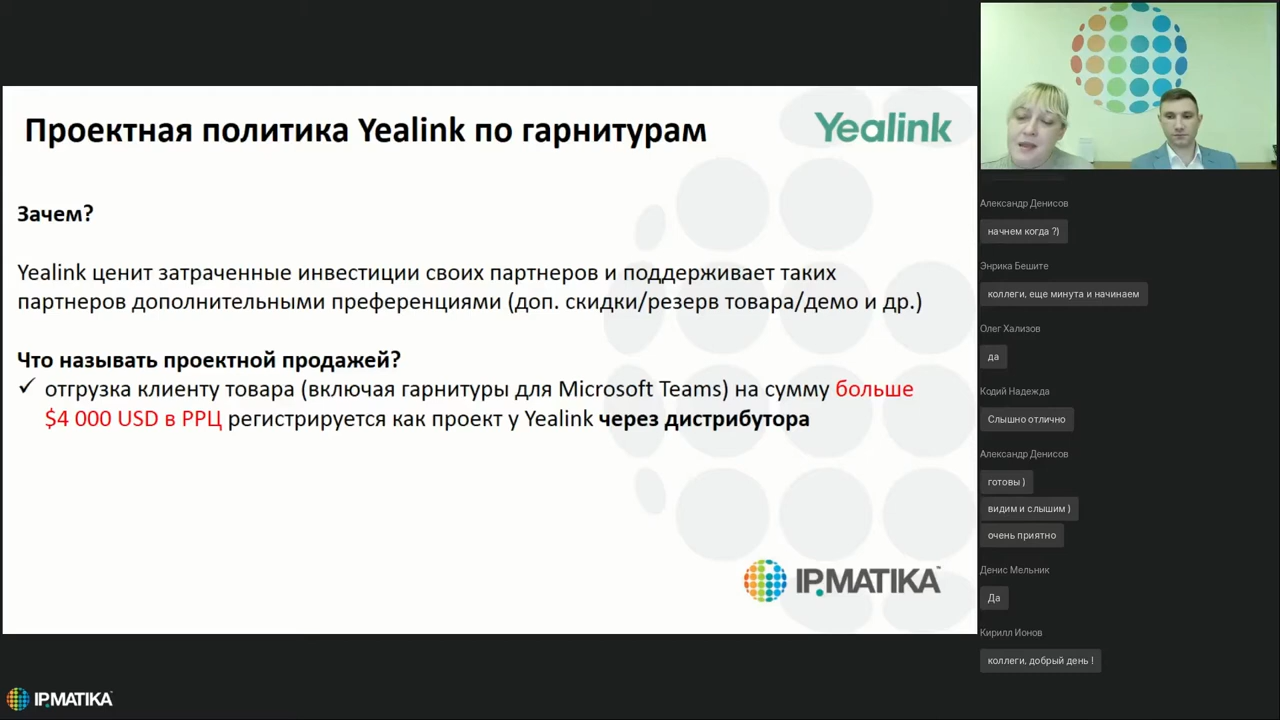 Проектная политика Yealink по гарнитурам
Yealink
Зачем?
Yealink ценит затраченные инвестиции своих партнеров и поддерживает таких
партнеров дополнительными преференциями (доп. скидки/резерв товара/демо и др.)
Что называть проектной продажей?
✓ отгрузка клиенту товара (включая гарнитуры для Microsoft Teams) на сумму больше
$4 000 USD в РРЦ регистрируется как проект у Yealink через дистрибутора
IPMATIKA™
IPMATIKA
Александр Денисов
начнем когда ?)
Энрика Бешите
коллеги, еще минута и начинаем
Олег Хализов
да
Кодий Надежда
Слышно отлично
Александр Денисов
готовы )
видим и слышим )
очень приятно
Денис Мельник
Да
Кирилл Ионов
коллеги, добрый день !